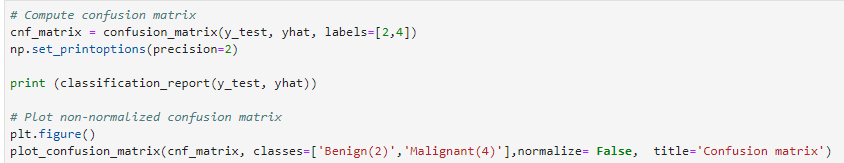 # Compute confusion matrix
cnf_matrix = confusion_matrix(y_test, yhat, labels=[2,4])
np.set_printoptions(precision=2)

print (classification_report(y_test, yhat))

# Plot non-normalized confusion matrix
plt.figure()
plot_confusion_matrix(cnf_matrix, classes=['Benign(2)','Malignant(4)'],normalize= False,  title='Confusion matrix')